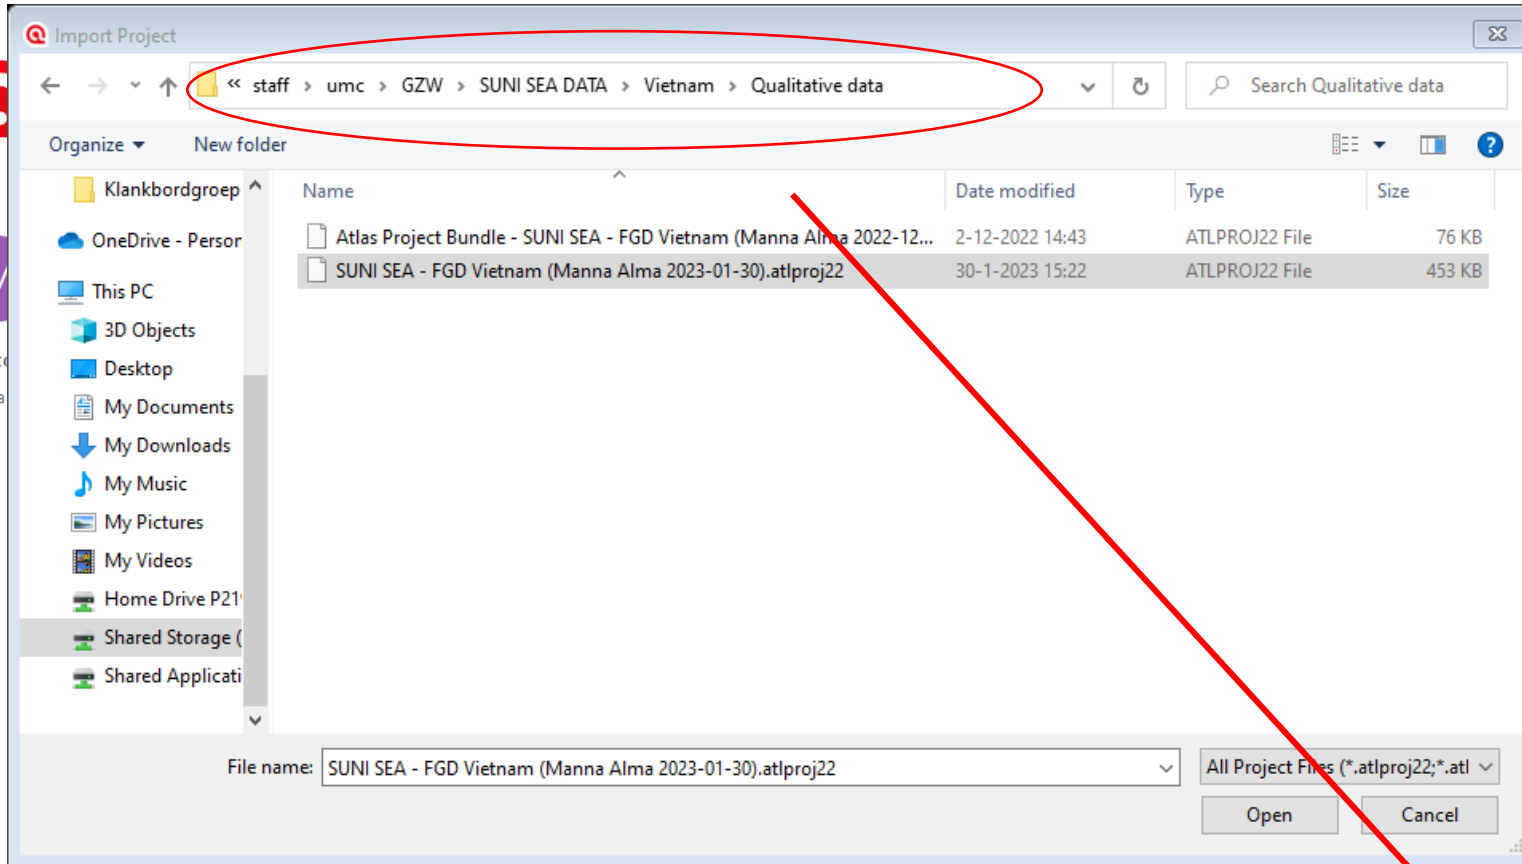 Import Project
« staff › umc › GZW › SUNI SEA DATA › Vietnam › Qualitative data
Search Qualitative data
Organize
New folder
Name
Date modified
Type
Size
Atlas Project Bundle - SUNI SEA - FGD Vietnam (Manna Alma 2022-12... 2-12-2022 14:43 ATLPROJ22 File 76 KB
SUNI SEA - FGD Vietnam (Manna Alma 2023-01-30).atlproj22 30-1-2023 15:22 ATLPROJ22 File 453 KB
Klankbordgroep
OneDrive - Person
This PC
3D Objects
Desktop
My Documents
My Downloads
My Music
My Pictures
My Videos
Home Drive P21
Shared Storage (
Shared Applicati
File name: SUNI SEA - FGD Vietnam (Manna Alma 2023-01-30).atlproj22
All Project Files (*.atlproj22;*.atl
Open
Cancel